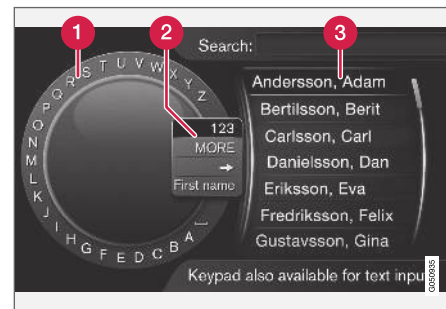 1
2
3
Search:
A B C D E F G H I J K L M N O P Q R S T U V W X Y Z
123
MORE
➞
First name
Andersson, Adam
Bertilsson, Berit
Carlsson, Carl
Danielsson, Dan
Eriksson, Eva
Fredriksson, Felix
Gustavsson, Gina
Keypad also available for text input
G050935